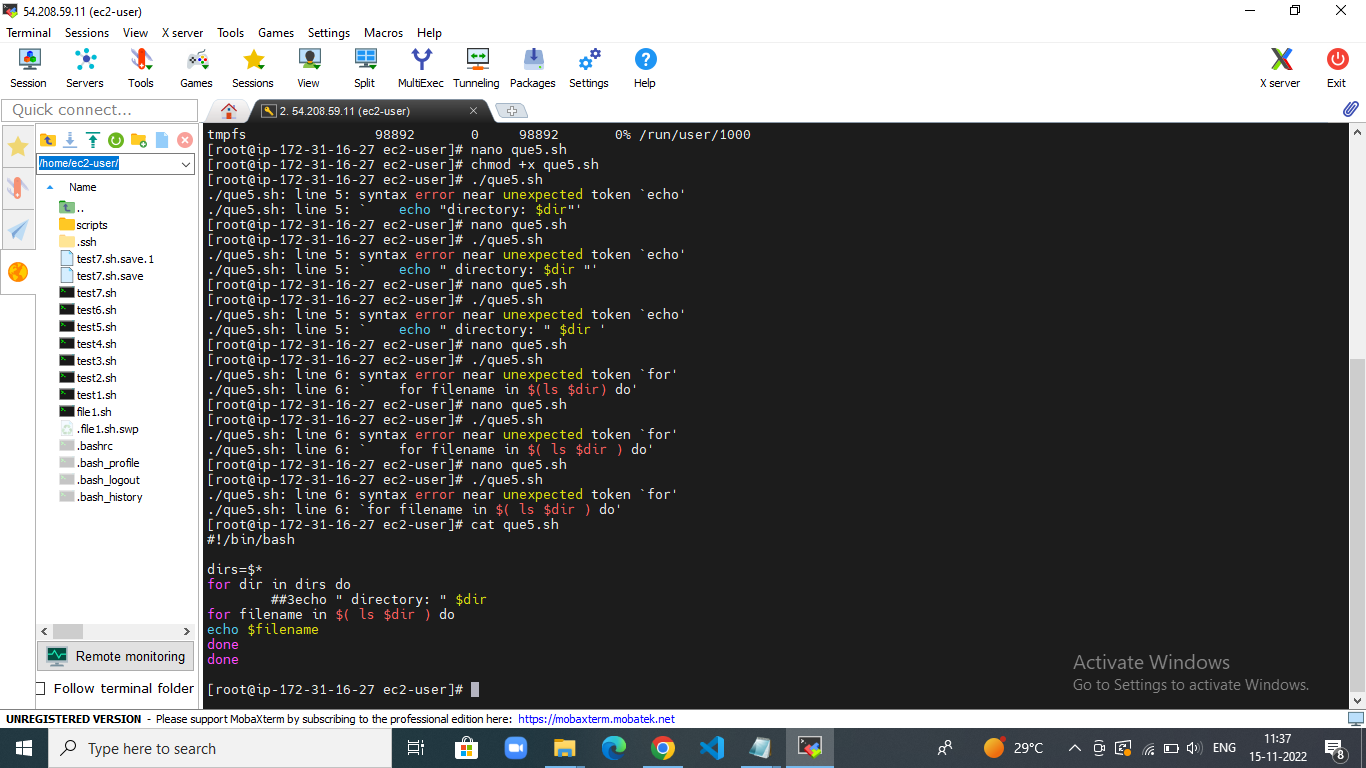 54.208.59.11 (ec2-user)
Terminal Sessions View X server Tools Games Settings Macros Help
Session Servers Tools Games Sessions View Split MultiExec Tunneling Packages Settings Help X server Exit
Quick connect...
2. 54.208.59.11 (ec2-user)
/home/ec2-user/
Name
..
scripts
.ssh
test7.sh.save.1
test7.sh.save
test7.sh
test6.sh
test5.sh
test4.sh
test3.sh
test2.sh
test1.sh
file1.sh
.file1.sh.swp
.bashrc
.bash_profile
.bash_logout
.bash_history
Remote monitoring
Follow terminal folder
tmpfs 98892 0 98892 0% /run/user/1000
[root@ip-172-31-16-27 ec2-user]# nano que5.sh
[root@ip-172-31-16-27 ec2-user]# chmod +x que5.sh
[root@ip-172-31-16-27 ec2-user]# ./que5.sh
./que5.sh: line 5: syntax error near unexpected token `echo'
./que5.sh: line 5: `    echo "directory: $dir"'
[root@ip-172-31-16-27 ec2-user]# nano que5.sh
[root@ip-172-31-16-27 ec2-user]# ./que5.sh
./que5.sh: line 5: syntax error near unexpected token `echo'
./que5.sh: line 5: `    echo " directory: $dir "'
[root@ip-172-31-16-27 ec2-user]# nano que5.sh
[root@ip-172-31-16-27 ec2-user]# ./que5.sh
./que5.sh: line 5: syntax error near unexpected token `echo'
./que5.sh: line 5: `    echo " directory: " $dir '
[root@ip-172-31-16-27 ec2-user]# nano que5.sh
[root@ip-172-31-16-27 ec2-user]# ./que5.sh
./que5.sh: line 6: syntax error near unexpected token `for'
./que5.sh: line 6: `    for filename in $(ls $dir) do'
[root@ip-172-31-16-27 ec2-user]# nano que5.sh
[root@ip-172-31-16-27 ec2-user]# ./que5.sh
./que5.sh: line 6: syntax error near unexpected token `for'
./que5.sh: line 6: `    for filename in $( ls $dir ) do'
[root@ip-172-31-16-27 ec2-user]# nano que5.sh
[root@ip-172-31-16-27 ec2-user]# ./que5.sh
./que5.sh: line 6: syntax error near unexpected token `for'
./que5.sh: line 6: `for filename in $( ls $dir ) do'
[root@ip-172-31-16-27 ec2-user]# cat que5.sh
#!/bin/bash
dirs=$*
for dir in dirs do
        ##3echo " directory: " $dir
for filename in $( ls $dir ) do
echo $filename
done
done
[root@ip-172-31-16-27 ec2-user]#
Activate Windows
Go to Settings to activate Windows.
UNREGISTERED VERSION - Please support MobaXterm by subscribing to the professional edition here: https://mobaxterm.mobatek.net
Type here to search
29°C
ENG
11:37
15-11-2022
8